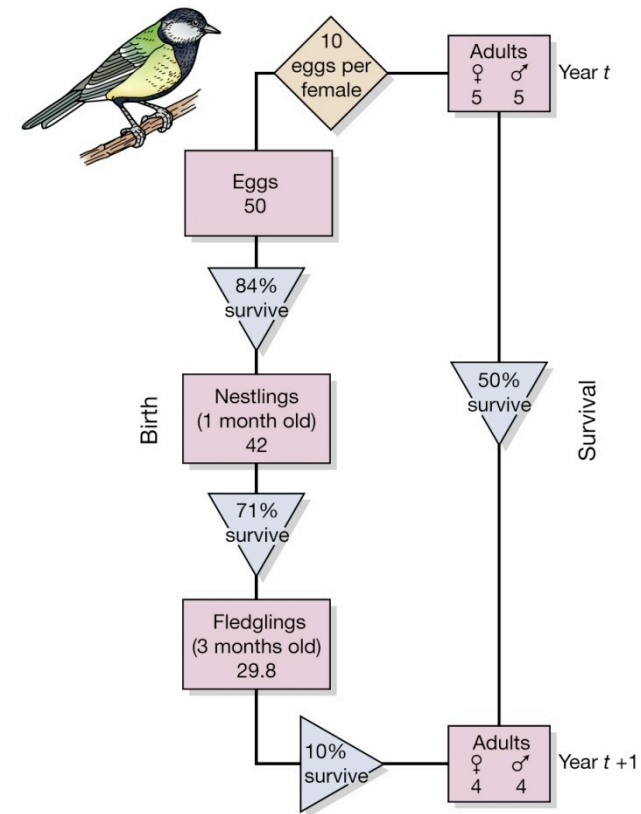 10
eggs per
female
Adults
♀ ♂
5 5
Year t
Eggs
50
84%
survive
Nestlings
(1 month old)
42
Birth
50%
survive
Survival
71%
survive
Fledglings
(3 months old)
29.8
10%
survive
Adults
♀ ♂
4 4
Year t +1